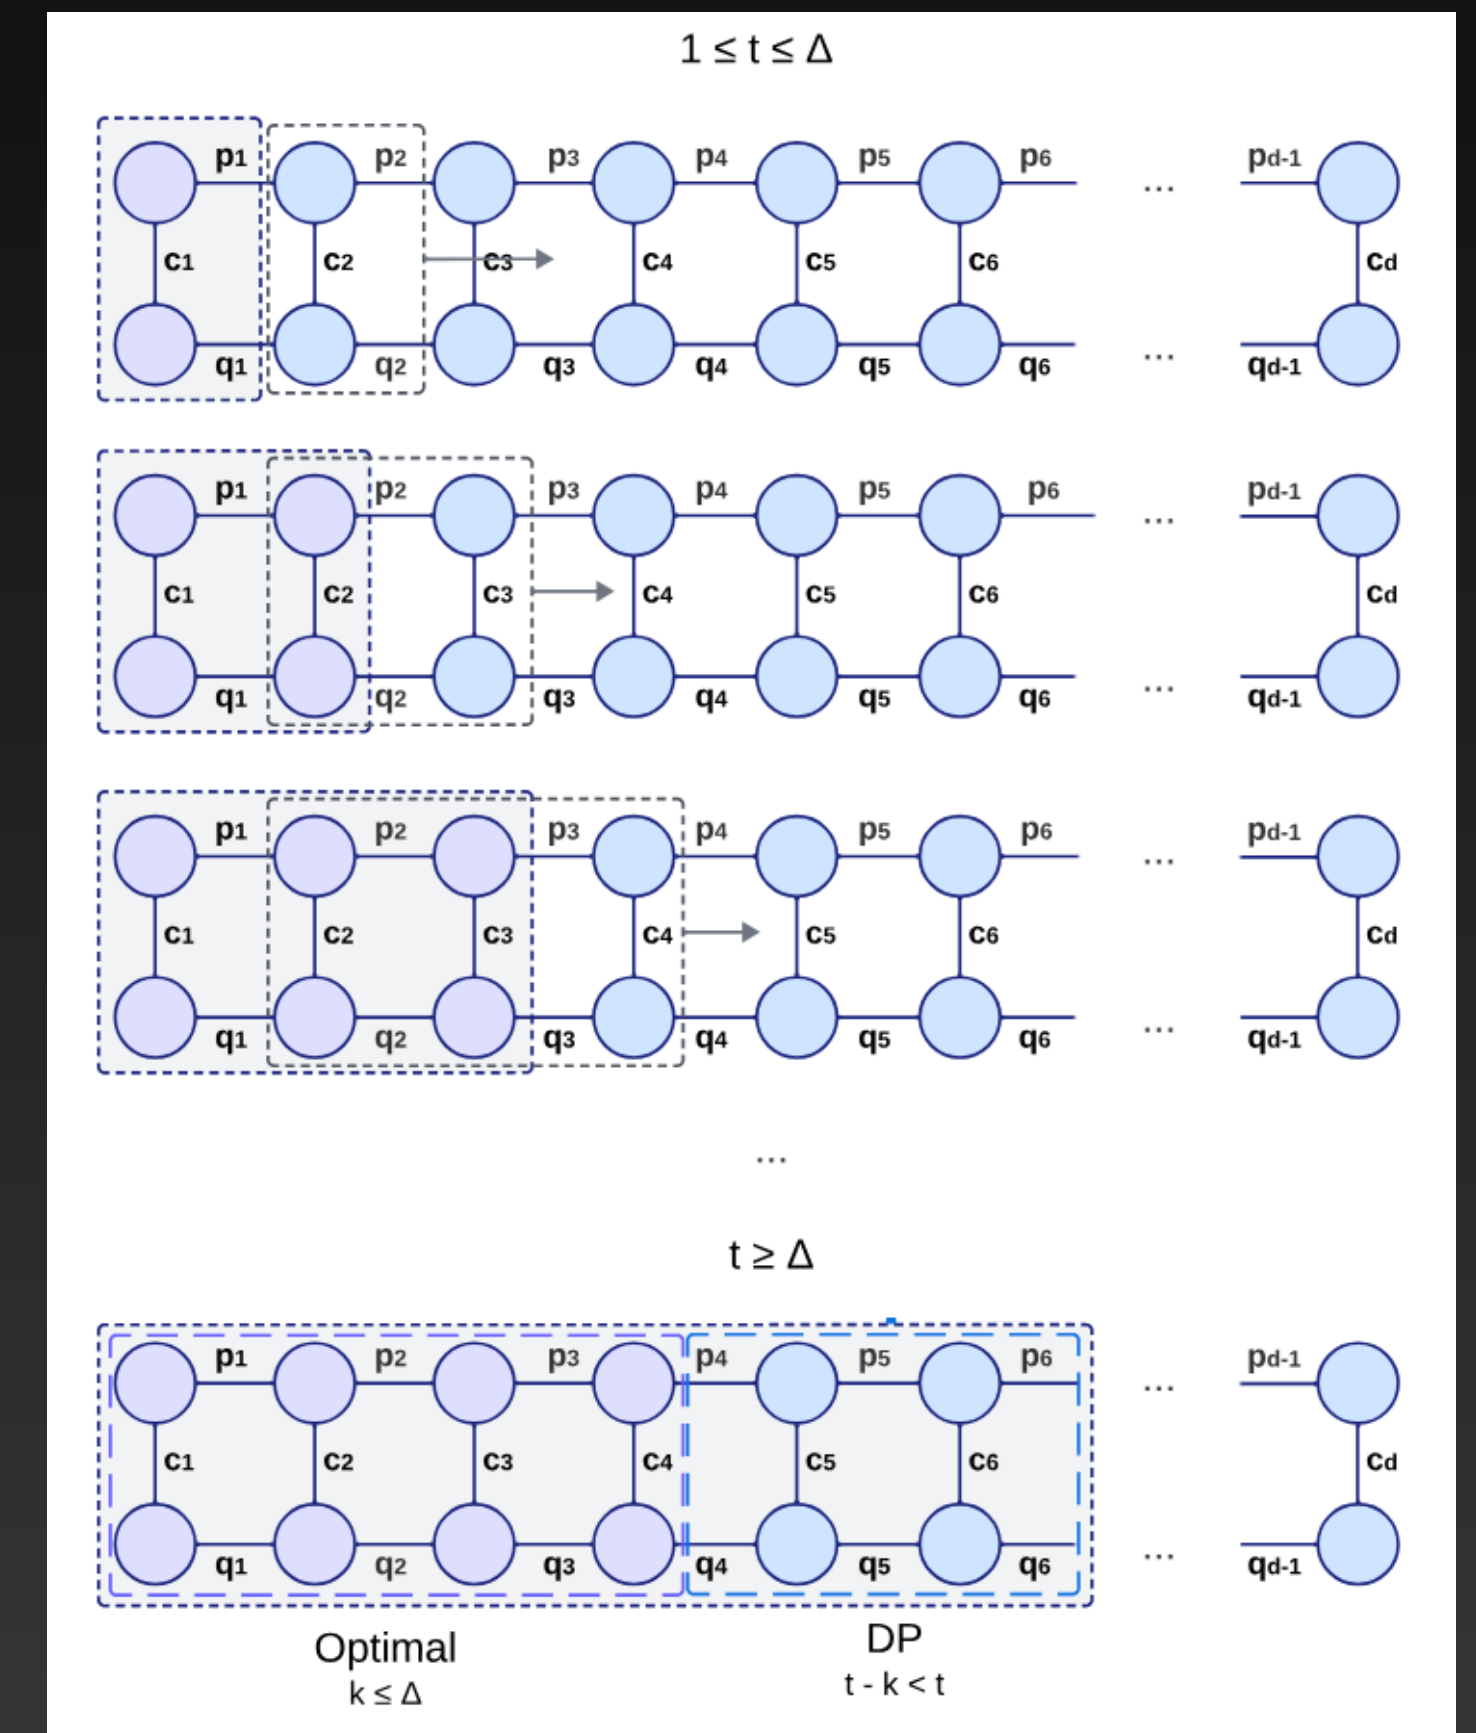 1 ≤ t ≤ Δ
p1 p2 p3 p4 p5 p6 ... pd-1
c1 c2 c3 c4 c5 c6 cd
q1 q2 q3 q4 q5 q6 ... qd-1
p1 p2 p3 p4 p5 p6 ... pd-1
c1 c2 c3 c4 c5 c6 cd
q1 q2 q3 q4 q5 q6 ... qd-1
p1 p2 p3 p4 p5 p6 ... pd-1
c1 c2 c3 c4 c5 c6 cd
q1 q2 q3 q4 q5 q6 ... qd-1
...
t ≥ Δ
p1 p2 p3 p4 p5 p6 ... pd-1
c1 c2 c3 c4 c5 c6 cd
q1 q2 q3 q4 q5 q6 ... qd-1
Optimal DP
k ≤ Δ t - k < t